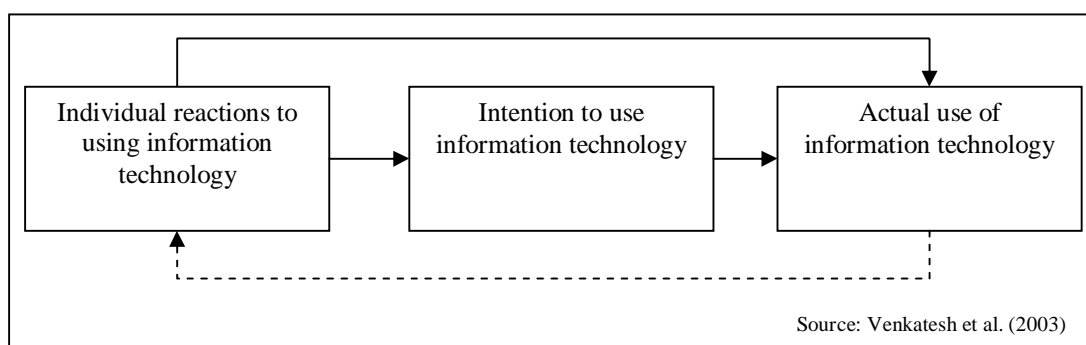 Individual reactions to
using information
technology
Intention to use
information technology
Actual use of
information technology
Source: Venkatesh et al. (2003)